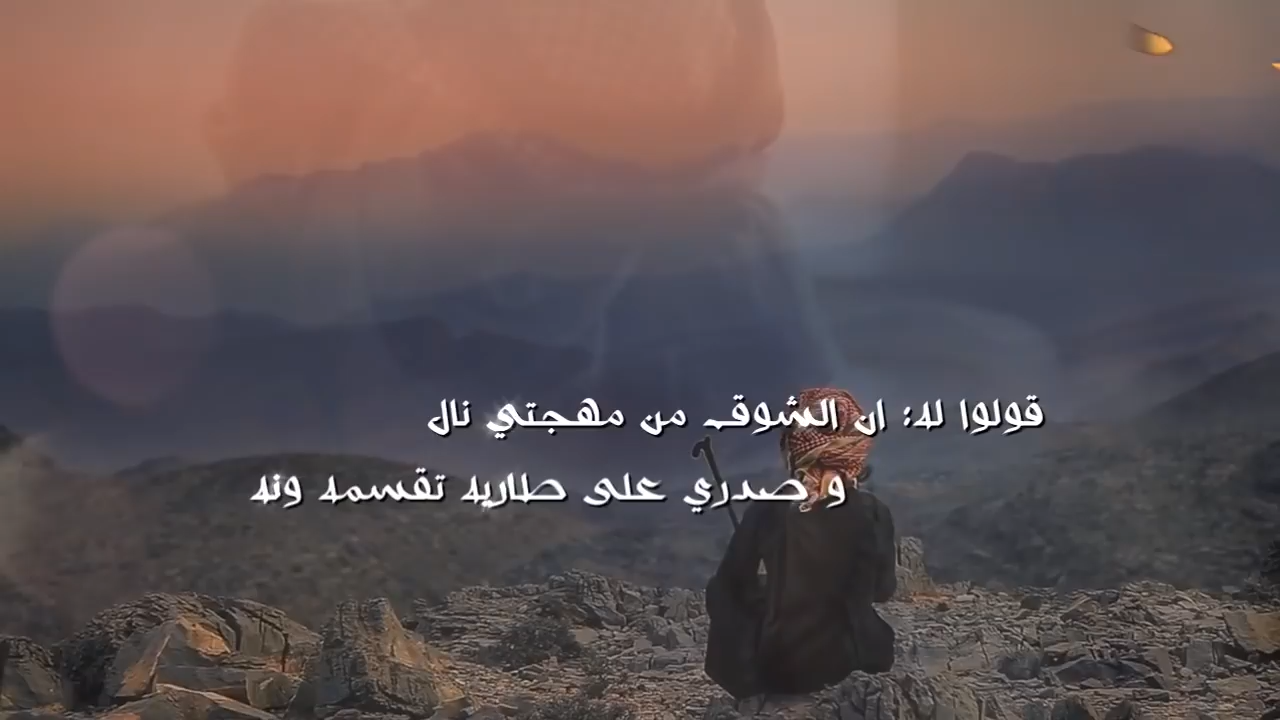 قولوا له: ان الشوق من مهجتي نال
و صدري على طاريه تقسمه ونه